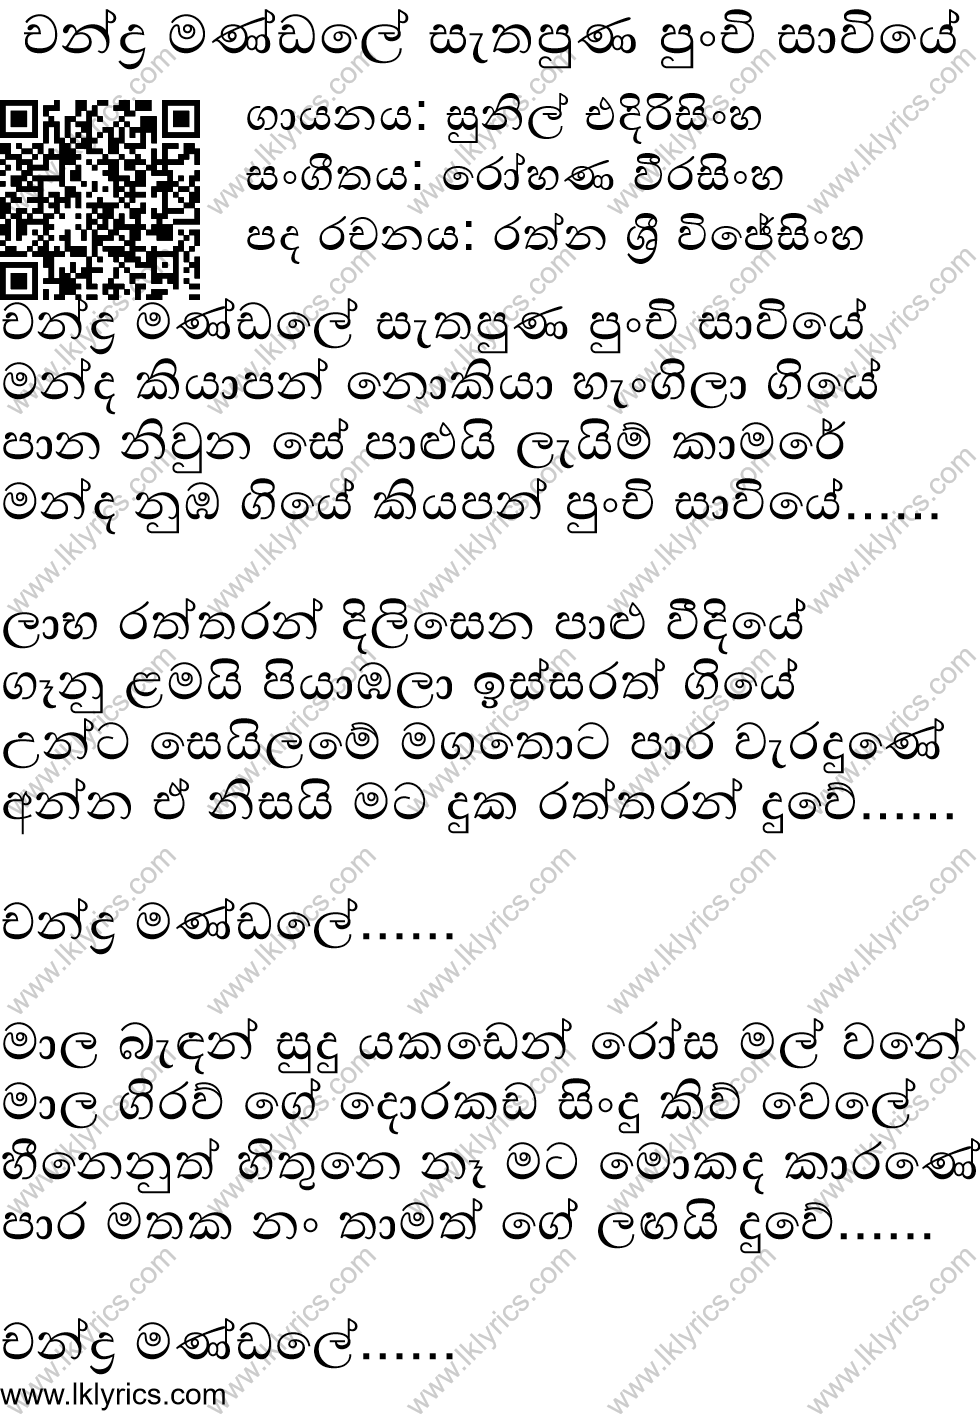 චන්ද්‍ර මණ්ඩලේ සැතපුණ පුංචි සාවියේ
ගායනය: සුනිල් එදිරිසිංහ
සංගීතය: රෝහණ වීරසිංහ
පද රචනය: රත්න ශ්‍රී විජේසිංහ
චන්ද්‍ර මණ්ඩලේ සැතපුණ පුංචි සාවියේ
මන්ද කියාපන් නොකියා හැංගිලා ගියේ
පාන නිවුන සේ පාළුයි ලැයිම් කාමරේ
මන්ද නුඹ ගියේ කියපන් පුංචි සාවියේ......
ලාභ රත්තරන් දිලිසෙන පාළු වීදියේ
ගෑනු ළමයි පියාඹලා ඉස්සරත් ගියේ
උන්ට සෙයිලමේ මගතොට පාර වැරදුණේ
අන්න ඒ නිසයි මට දුක රත්තරන් දුවේ......
චන්ද්‍ර මණ්ඩලේ......
මාල බැඳන් සුදු යකඩෙන් රෝස මල් වනේ
මාල ගිරව් ගේ දොරකඩ සිංදු කිව් වෙලේ
හීනෙනුත් හිතුනෙ නෑ මට මොකද කාරණේ
පාර මතක නං තාමත් ගේ ලඟයි දුවේ......
චන්ද්‍ර මණ්ඩලේ......
www.lklyrics.com